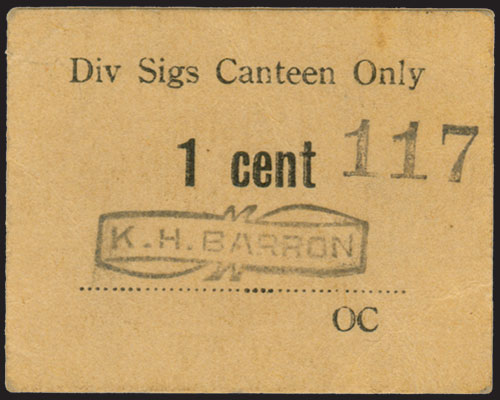 Div Sigs Canteen Only
1 cent 117
K.H. BARRON
OC